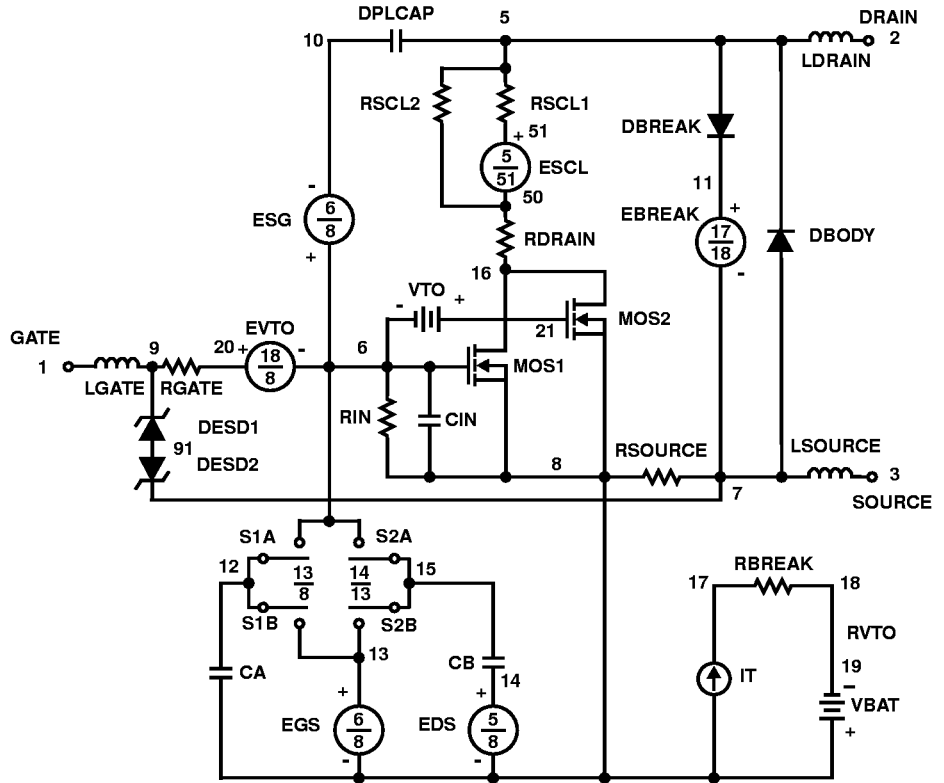 DPLCAP
5
DRAIN
10
2
LDRAIN
RSCL2
RSCL1
+ 51
DBREAK
5
51
ESCL
50
11
-
ESG
6
8
+
RDRAIN
EBREAK
+
17
18
-
DBODY
16
VTO
- +
21
MOS2
GATE
1
9
20
EVTO
+
18
8
-
6
MOS1
LGATE
RGATE
RIN
CIN
DESD1
91
DESD2
8
RSOURCE
LSOURCE
3
7
SOURCE
S1A
S2A
12
13
8
14
13
15
S1B
S2B
RBREAK
17
18
13
RVTO
CA
CB
14
19
IT
-
VBAT
+
+
EGS
6
8
-
+
EDS
5
8
-